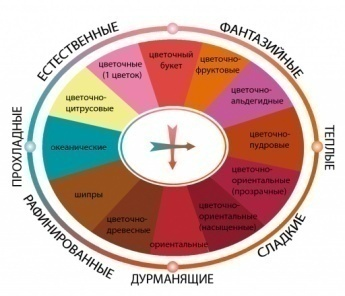 ЕСТЕСТВЕННЫЕ
ФАНТАЗИЙНЫЕ
ТЕПЛЫЕ
СЛАДКИЕ
ДУРМАНЯЩИЕ
РАФИНИРОВАННЫЕ
ПРОХЛАДНЫЕ
цветочный
букет
цветочно-
фруктовые
цветочно-
альдегидные
цветочно-
пудровые
цветочно-
ориентальные
(прозрачные)
цветочно-
ориентальные
(насыщенные)
ориентальные
цветочно-
древесные
шипры
океанические
цветочно-
цитрусовые
цветочные
(1 цветок)